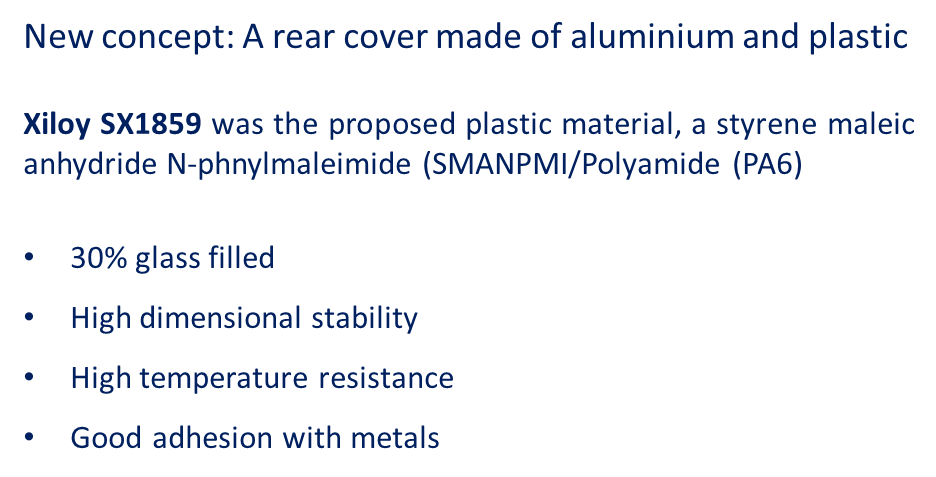 New concept: A rear cover made of aluminium and plastic
Xiloy SX1859 was the proposed plastic material, a styrene maleic
anhydride N-phnylmaleimide (SMANPMI/Polyamide (PA6)
• 30% glass filled
• High dimensional stability
• High temperature resistance
• Good adhesion with metals